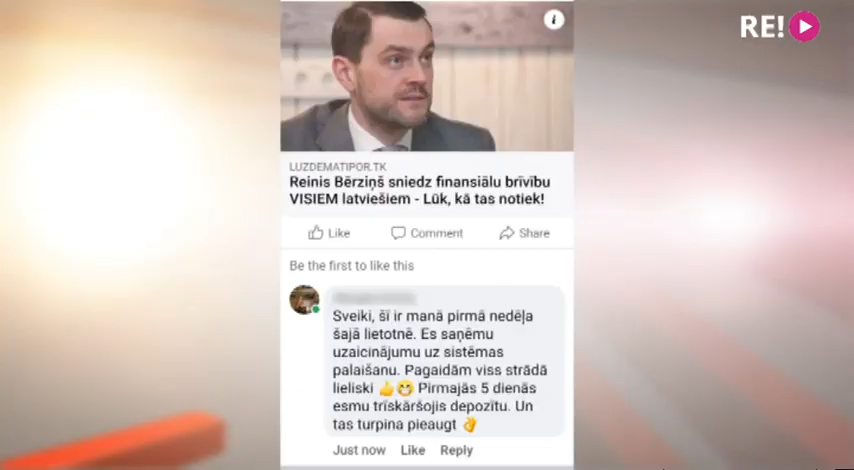 RE!
i
LUZDEMATIPOR.TK
Reinis Bērziņš sniedz finansiālu brīvību
VISIEM latviešiem - Lūk, kā tas notiek!
Like Comment Share
Be the first to like this
Sveiki, šī ir manā pirmā nedēļa
šajā lietotnē. Es saņēmu
uzaicinājumu uz sistēmas
palaišanu. Pagaidām viss strādā
lieliski 👍😁 Pirmajās 5 dienās
esmu trīskāršojis depozītu. Un
tas turpina pieaugt 👌
Just now Like Reply